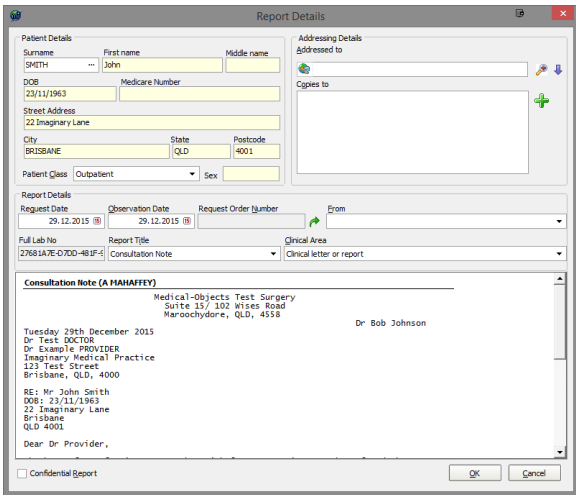 Report Details
Patient Details
Surname First name Middle name
SMITH ... John
DOB Medicare Number
23/11/1963
Street Address
22 Imaginary Lane
City State Postcode
BRISBANE QLD 4001
Patient Class Outpatient Sex
Addressing Details
Addressed to
Copies to
Report Details
Request Date Observation Date Request Order Number From
29.12.2015 29.12.2015
Full Lab No Report Title Clinical Area
27681A7E-D7DD-481F-9 Consultation Note Clinical letter or report
Consultation Note (A MAHAFFEY)
Medical-Objects Test Surgery
Suite 15/ 102 Wises Road
Maroochydore, QLD, 4558
Dr Bob Johnson
Tuesday 29th December 2015
Dr Test DOCTOR
Dr Example PROVIDER
Imaginary Medical Practice
123 Test Street
Brisbane, QLD, 4000
RE: Mr John Smith
DOB: 23/11/1963
22 Imaginary Lane
Brisbane
QLD 4001
Dear Dr Provider,
Confidential Report OK Cancel